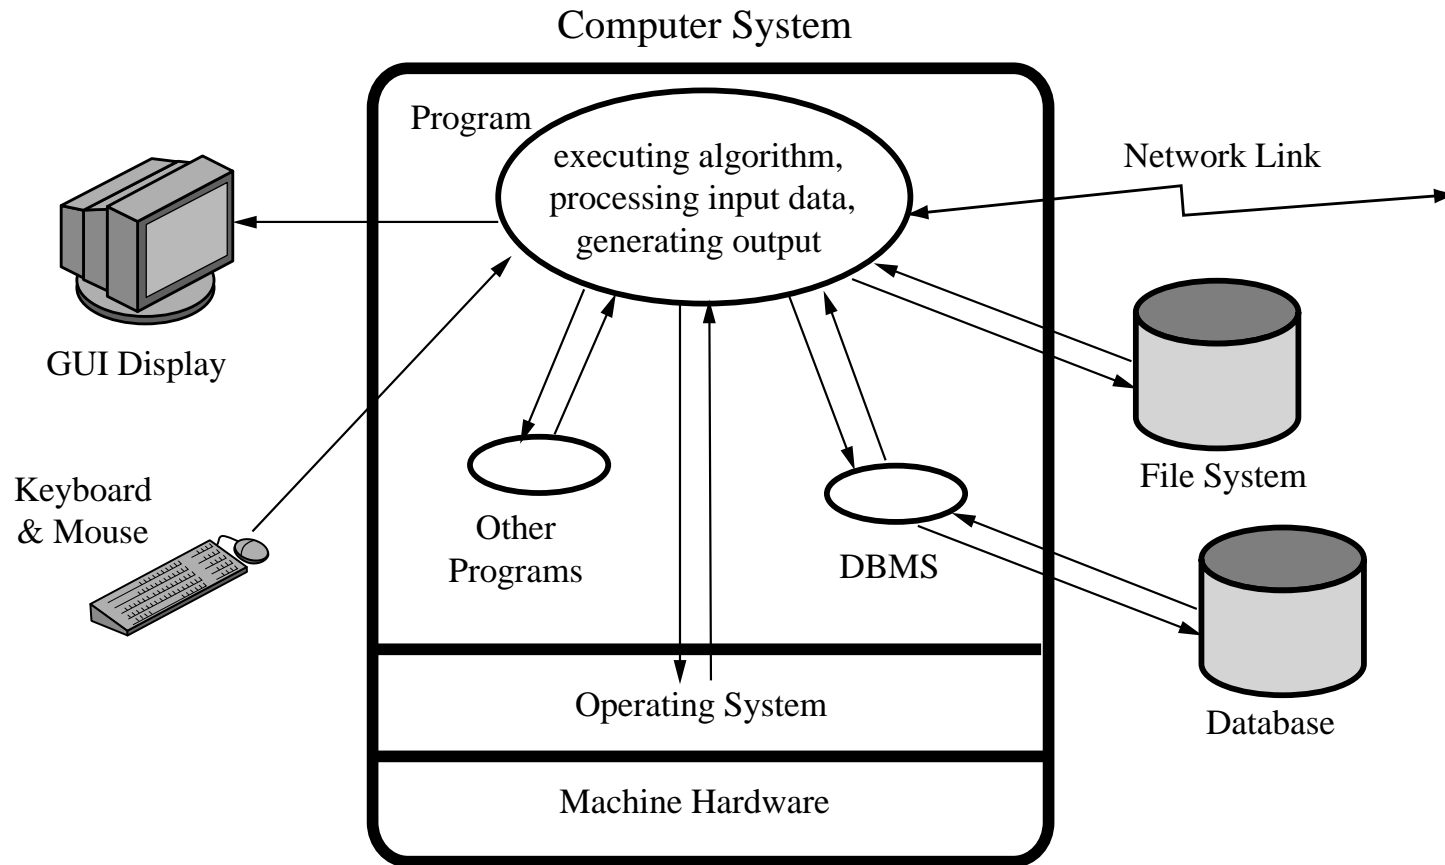 Computer System
Program
executing algorithm,
processing input data,
generating output
Network Link
GUI Display
File System
Keyboard
& Mouse
Other
Programs
DBMS
Operating System
Database
Machine Hardware